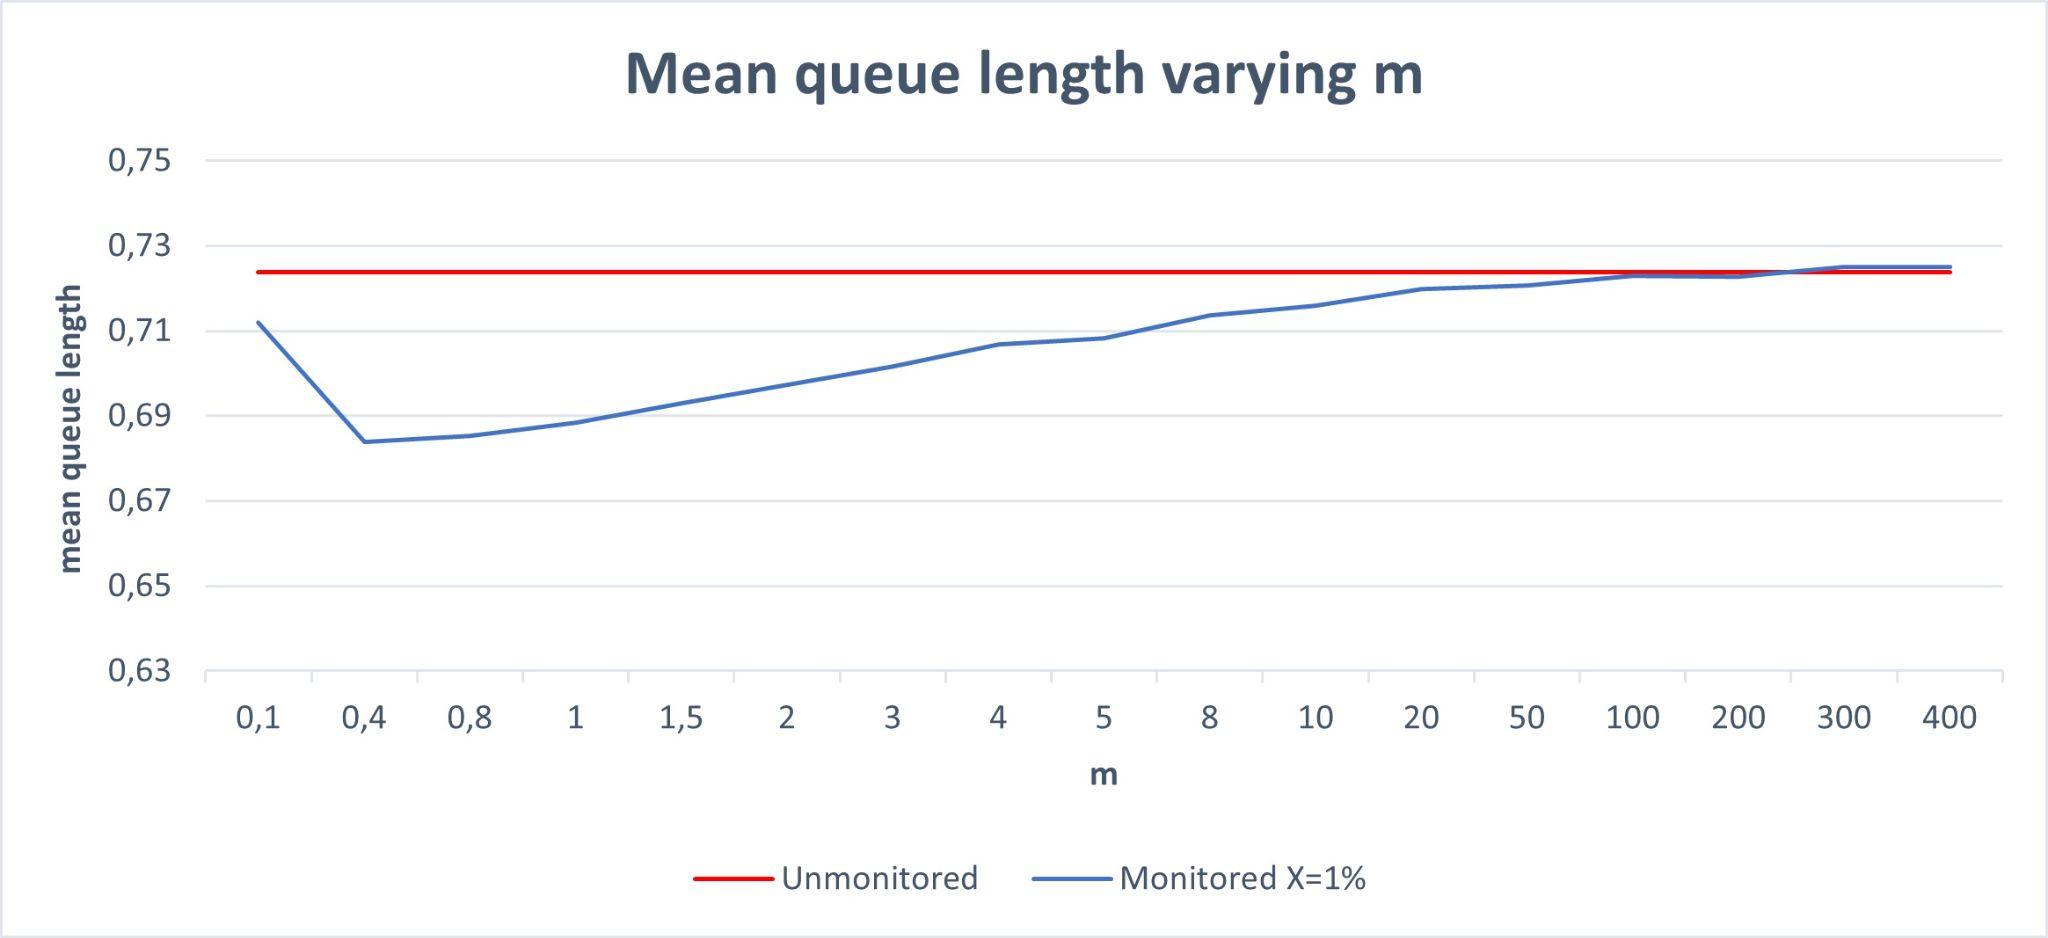 Mean queue length varying m
mean queue length
0,75
0,73
0,71
0,69
0,67
0,65
0,63
0,1 0,4 0,8 1 1,5 2 3 4 5 8 10 20 50 100 200 300 400
m
Unmonitored Monitored X=1%